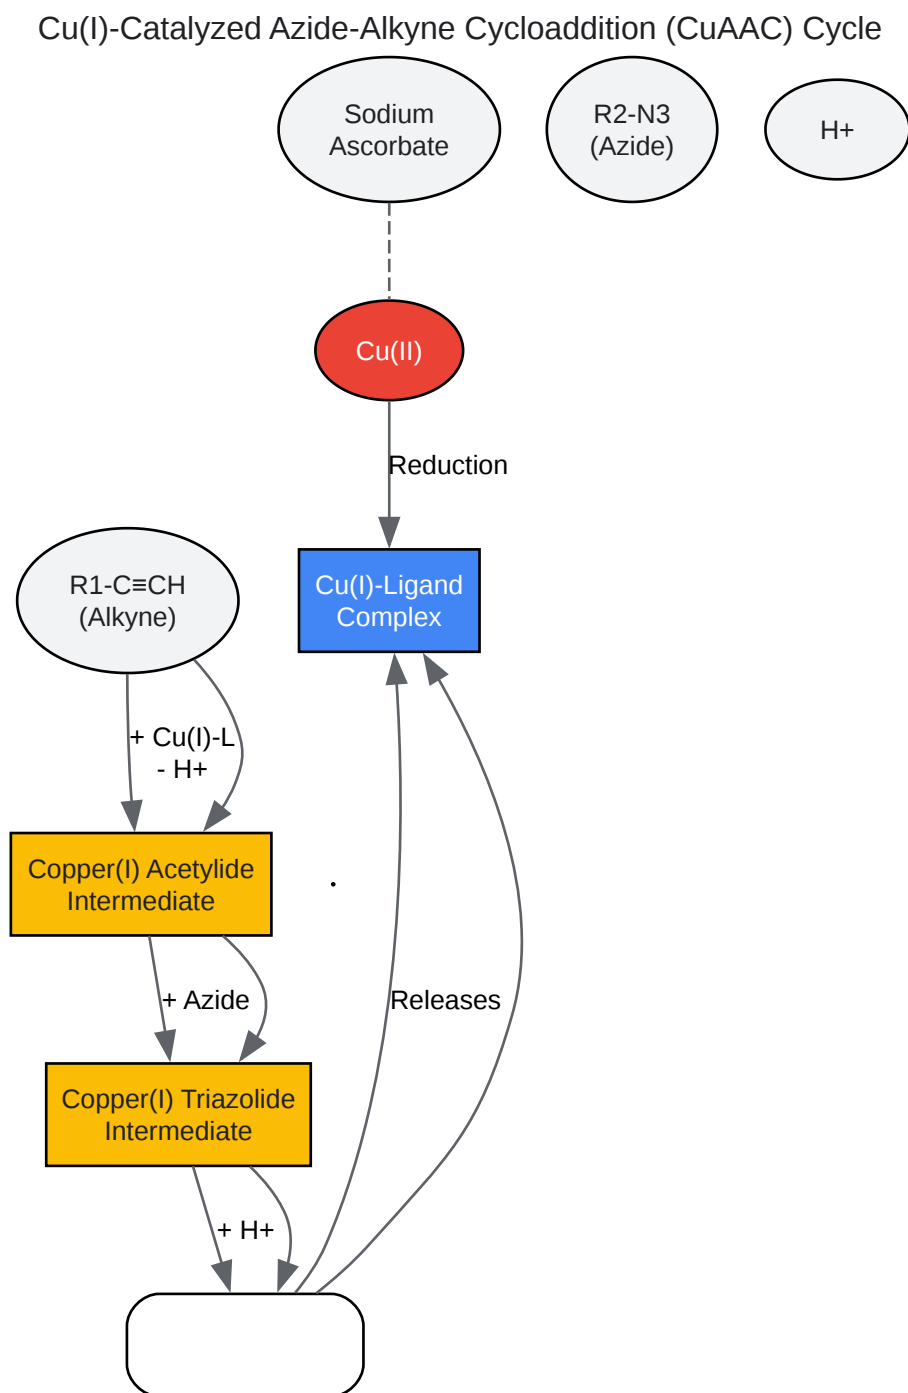 Cu(I)-Catalyzed Azide-Alkyne Cycloaddition (CuAAC) Cycle
Sodium
Ascorbate
R2-N3
(Azide)
H+
Cu(II)
Reduction
R1-C≡CH
(Alkyne)
Cu(I)-Ligand
Complex
+ Cu(I)-L
- H+
Copper(I) Acetylide
Intermediate
+ Azide
Releases
Copper(I) Triazolide
Intermediate
+ H+